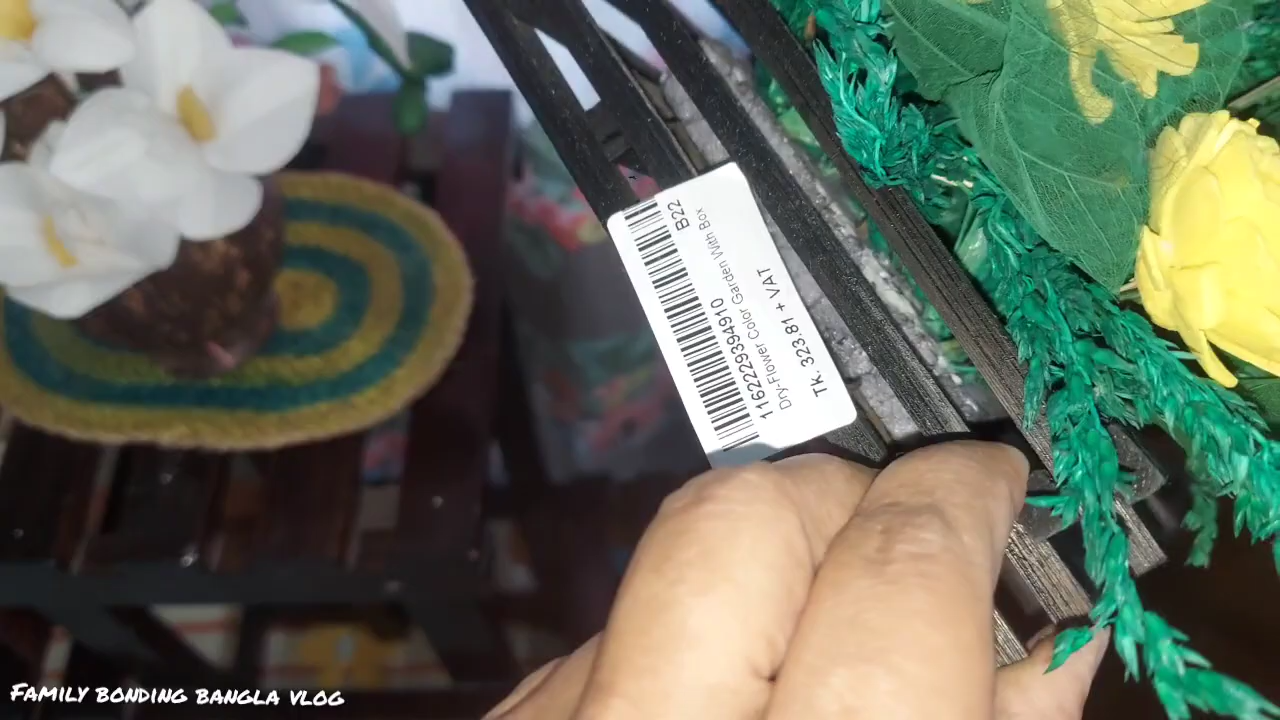 B22
1162229394910
Dry-Flower Color Garden With Box
Tk. 323.81 + VAT
Family bonding bangla vlog